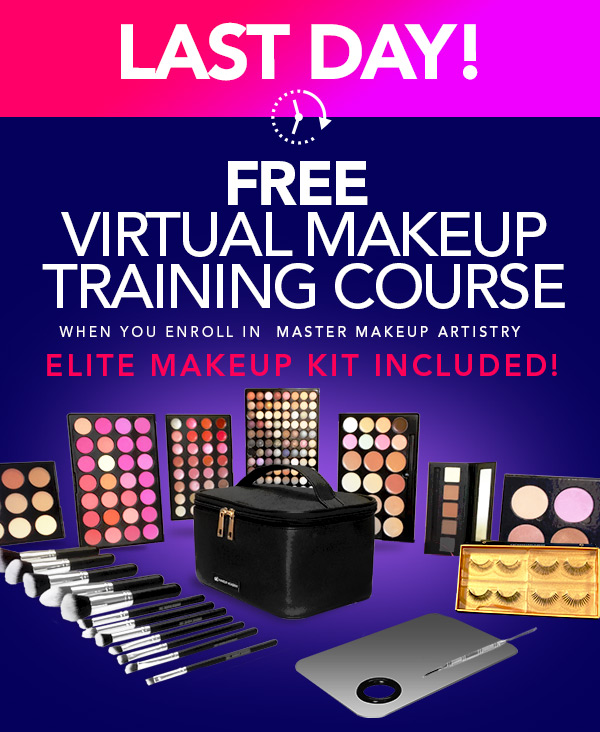 LAST DAY!
FREE
VIRTUAL MAKEUP
TRAINING COURSE
WHEN YOU ENROLL IN MASTER MAKEUP ARTISTRY
ELITE MAKEUP KIT INCLUDED!